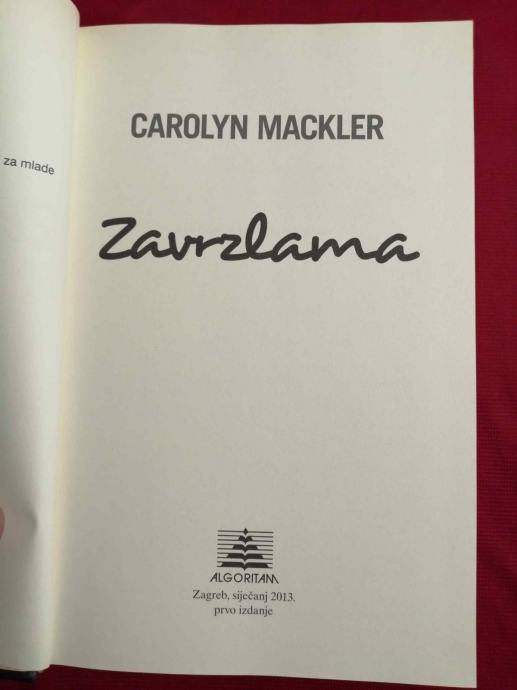 za mlade
CAROLYN MACKLER
Zavrzlama
ALGORITAM
Zagreb, siječanj 2013.
prvo izdanje